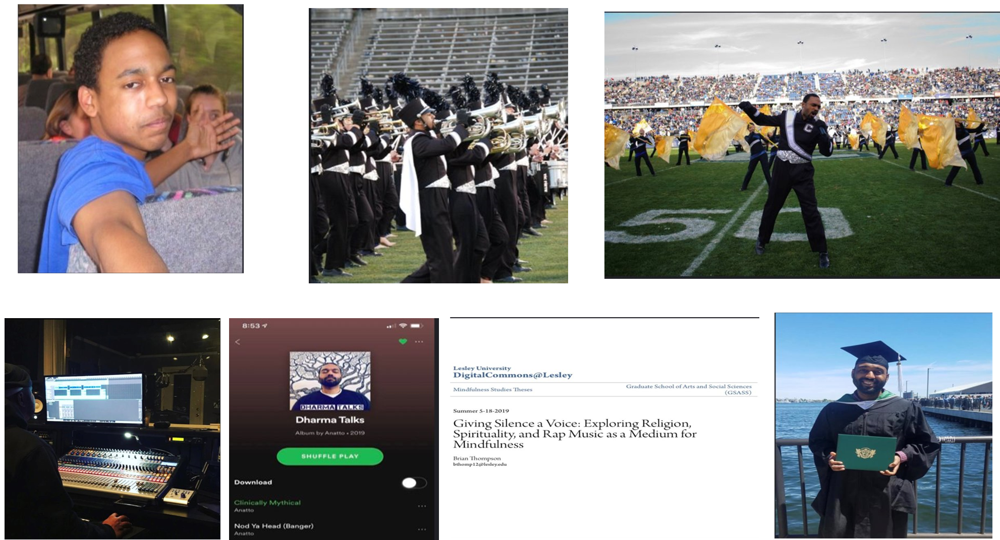 C
50
8:53
DHARMA TALKS
Dharma Talks
Album by Anatto • 2019
SHUFFLE PLAY
Download
Clinically Mythical
Anatto
Nod Ya Head (Banger)
Anatto
Lesley University
DigitalCommons@Lesley
Mindfulness Studies Theses
Graduate School of Arts and Social Sciences
(GSASS)
Summer 5-18-2019
Giving Silence a Voice: Exploring Religion,
Spirituality, and Rap Music as a Medium for
Mindfulness
Brian Thompson
bthomp12@lesley.edu